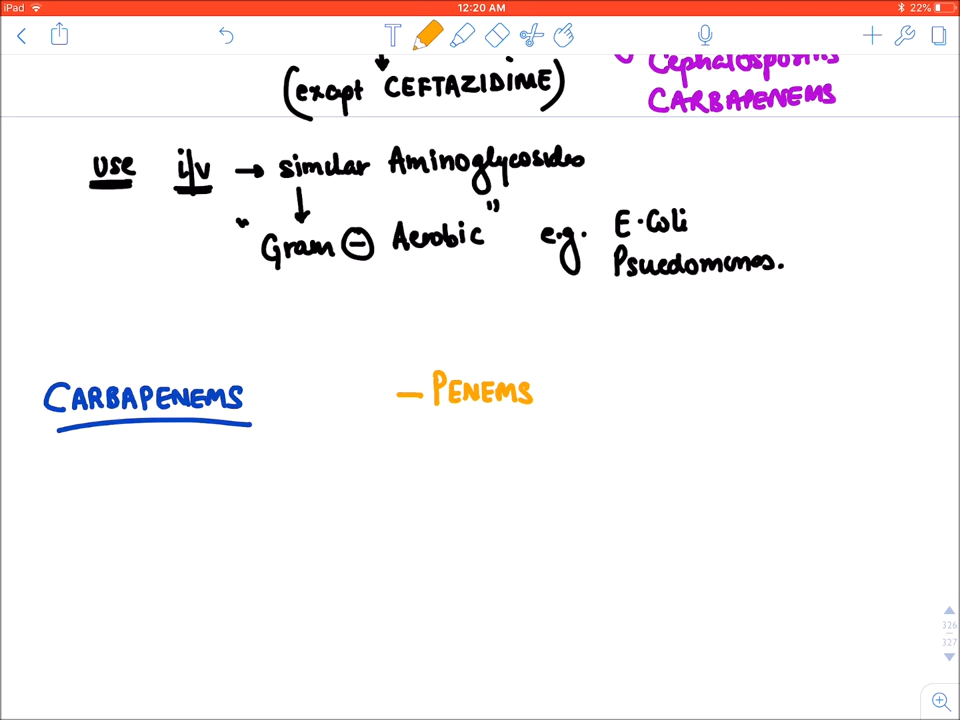 iPad 12:20 AM 22%
T
Cephalosporins
(except CEFTAZIDIME)
CARBAPENEMS
use i/v → similar Aminoglycosides
"Gram ⊖ Aerobic" e.g. E.Coli
Psuedomonas.
CARBAPENEMS — PENEMS
326
327